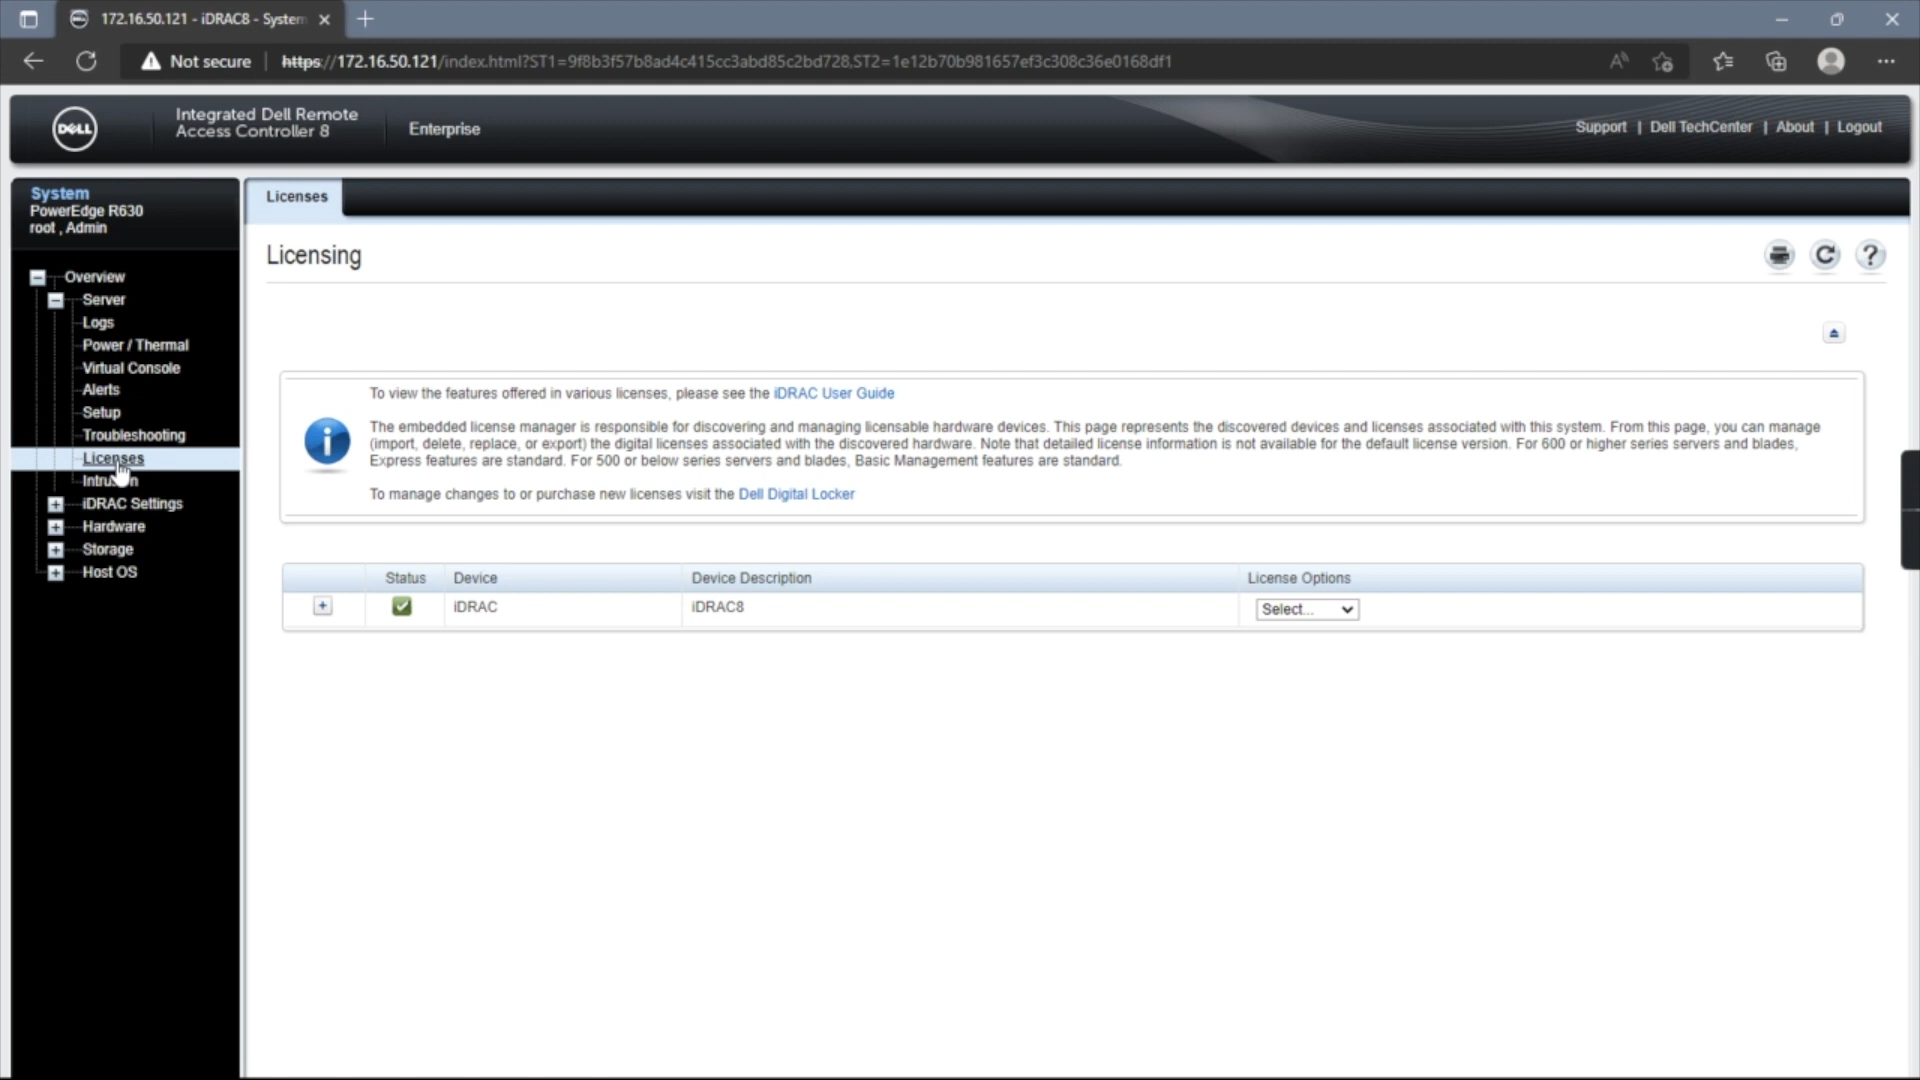 172.16.50.121 - iDRAC8 - System
Not secure
https://172.16.50.121/index.html?ST1=9f8b3f57b8ad4c415cc3abd85c2bd728,ST2=1e12b70b981657ef3c308c36e0168df1
DELL
Integrated Dell Remote
Access Controller 8
Enterprise
Support | Dell TechCenter | About | Logout
System
PowerEdge R630
root , Admin
Overview
Server
Logs
Power / Thermal
Virtual Console
Alerts
Setup
Troubleshooting
Licenses
iDRAC Settings
Hardware
Storage
Host OS
Licenses
Licensing
To view the features offered in various licenses, please see the iDRAC User Guide
The embedded license manager is responsible for discovering and managing licensable hardware devices. This page represents the discovered devices and licenses associated with this system. From this page, you can manage
(import, delete, replace, or export) the digital licenses associated with the discovered hardware. Note that detailed license information is not available for the default license version. For 600 or higher series servers and blades,
Express features are standard. For 500 or below series servers and blades, Basic Management features are standard.
To manage changes to or purchase new licenses visit the Dell Digital Locker
Status Device Device Description License Options
iDRAC iDRAC8 Select...